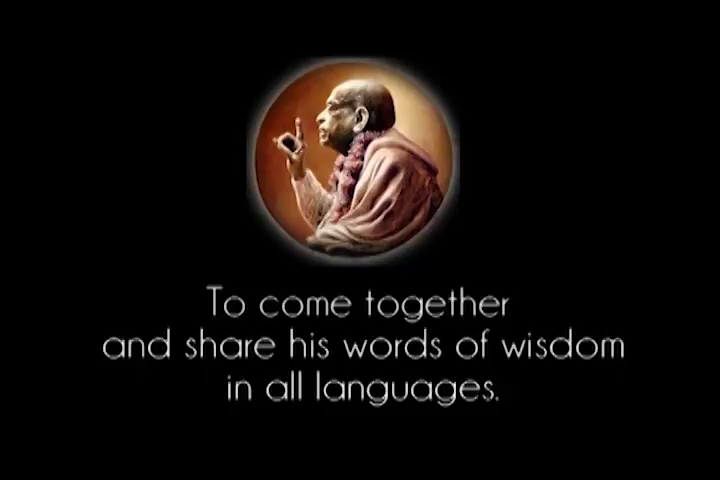 To come together
and share his words of wisdom
in all languages.